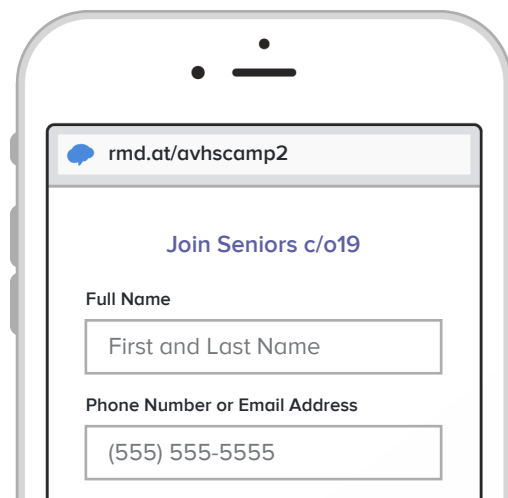 rmd.at/avhscamp2
Join Seniors c/o19
Full Name
First and Last Name
Phone Number or Email Address
(555) 555-5555